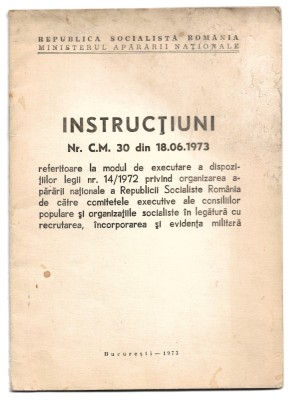 REPUBLICA SOCIALISTĂ ROMÂNIA
MINISTERUL APĂRĂRII NAȚIONALE
INSTRUCȚIUNI
Nr. C.M. 30 din 18.06.1973
referitoare la modul de executare a dispozi-
țiilor legii nr. 14/1972 privind organizarea a-
părării naționale a Republicii Socialiste România
de către comitetele executive ale consiliilor
populare și organizațiile socialiste în legătură cu
recrutarea, încorporarea și evidența militară
București — 1973